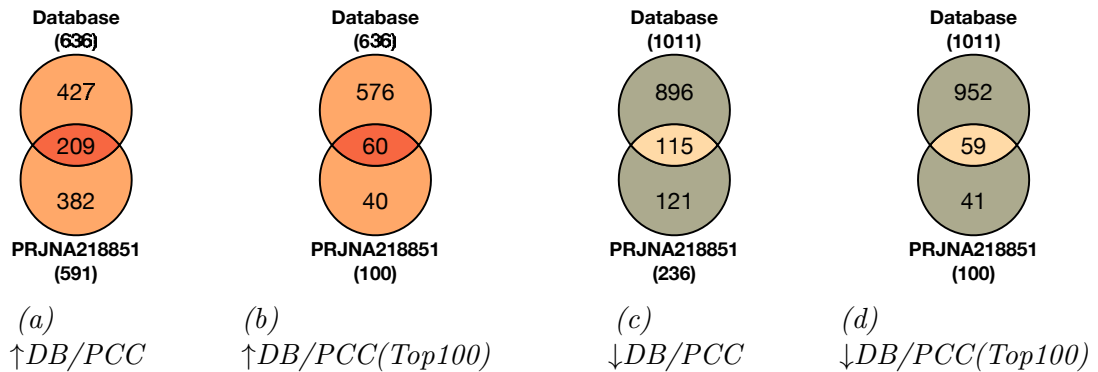 Database
(636)
427
209
382
PRJNA218851
(591)
(a)
↑DB/PCC
Database
(636)
576
60
40
PRJNA218851
(100)
(b)
↑DB/PCC(Top100)
Database
(1011)
896
115
121
PRJNA218851
(236)
(c)
↓DB/PCC
Database
(1011)
952
59
41
PRJNA218851
(100)
(d)
↓DB/PCC(Top100)